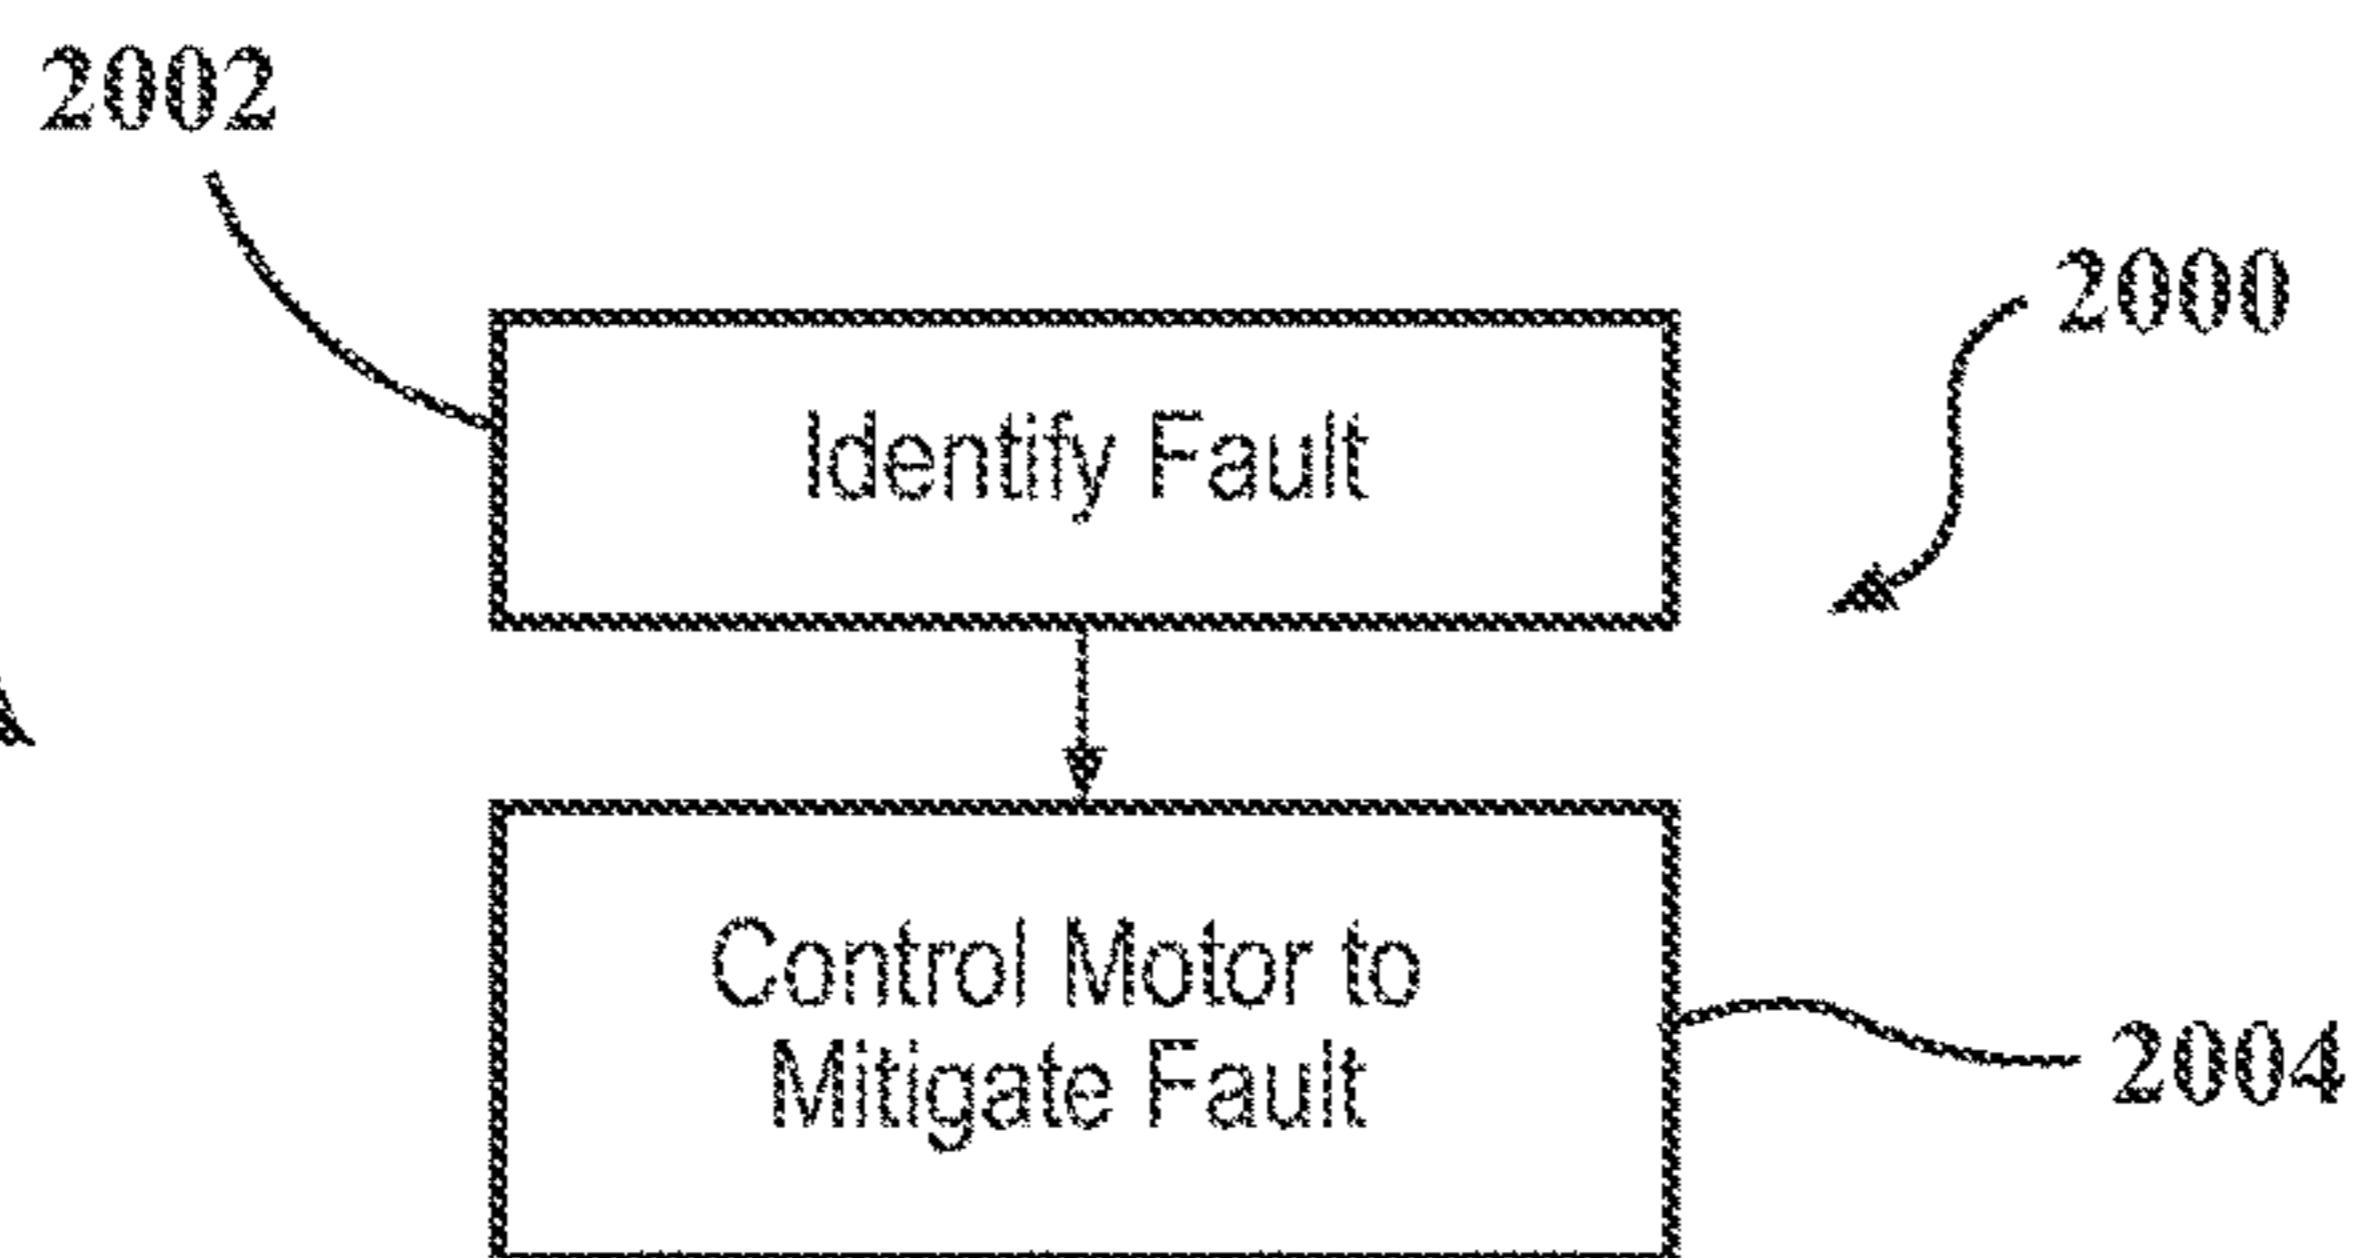 2002
2000
Identify Fault
Control Motor to
Mitigate Fault
2004